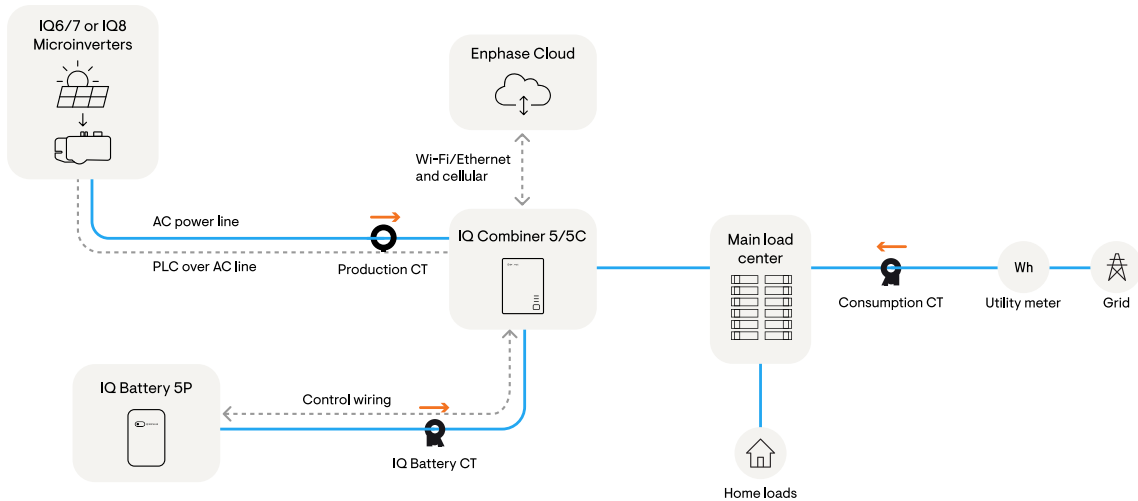 IQ6/7 or IQ8
Microinverters
Enphase Cloud
Wi-Fi/Ethernet
and cellular
AC power line
PLC over AC line
Production CT
IQ Combiner 5/5C
Main load
center
Consumption CT
Wh
Utility meter
Grid
IQ Battery 5P
Control wiring
IQ Battery CT
Home loads